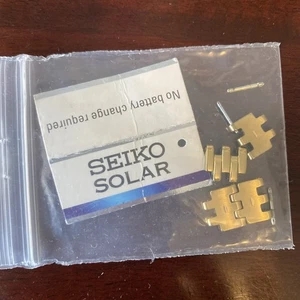 No battery change required
SEIKO
SOLAR